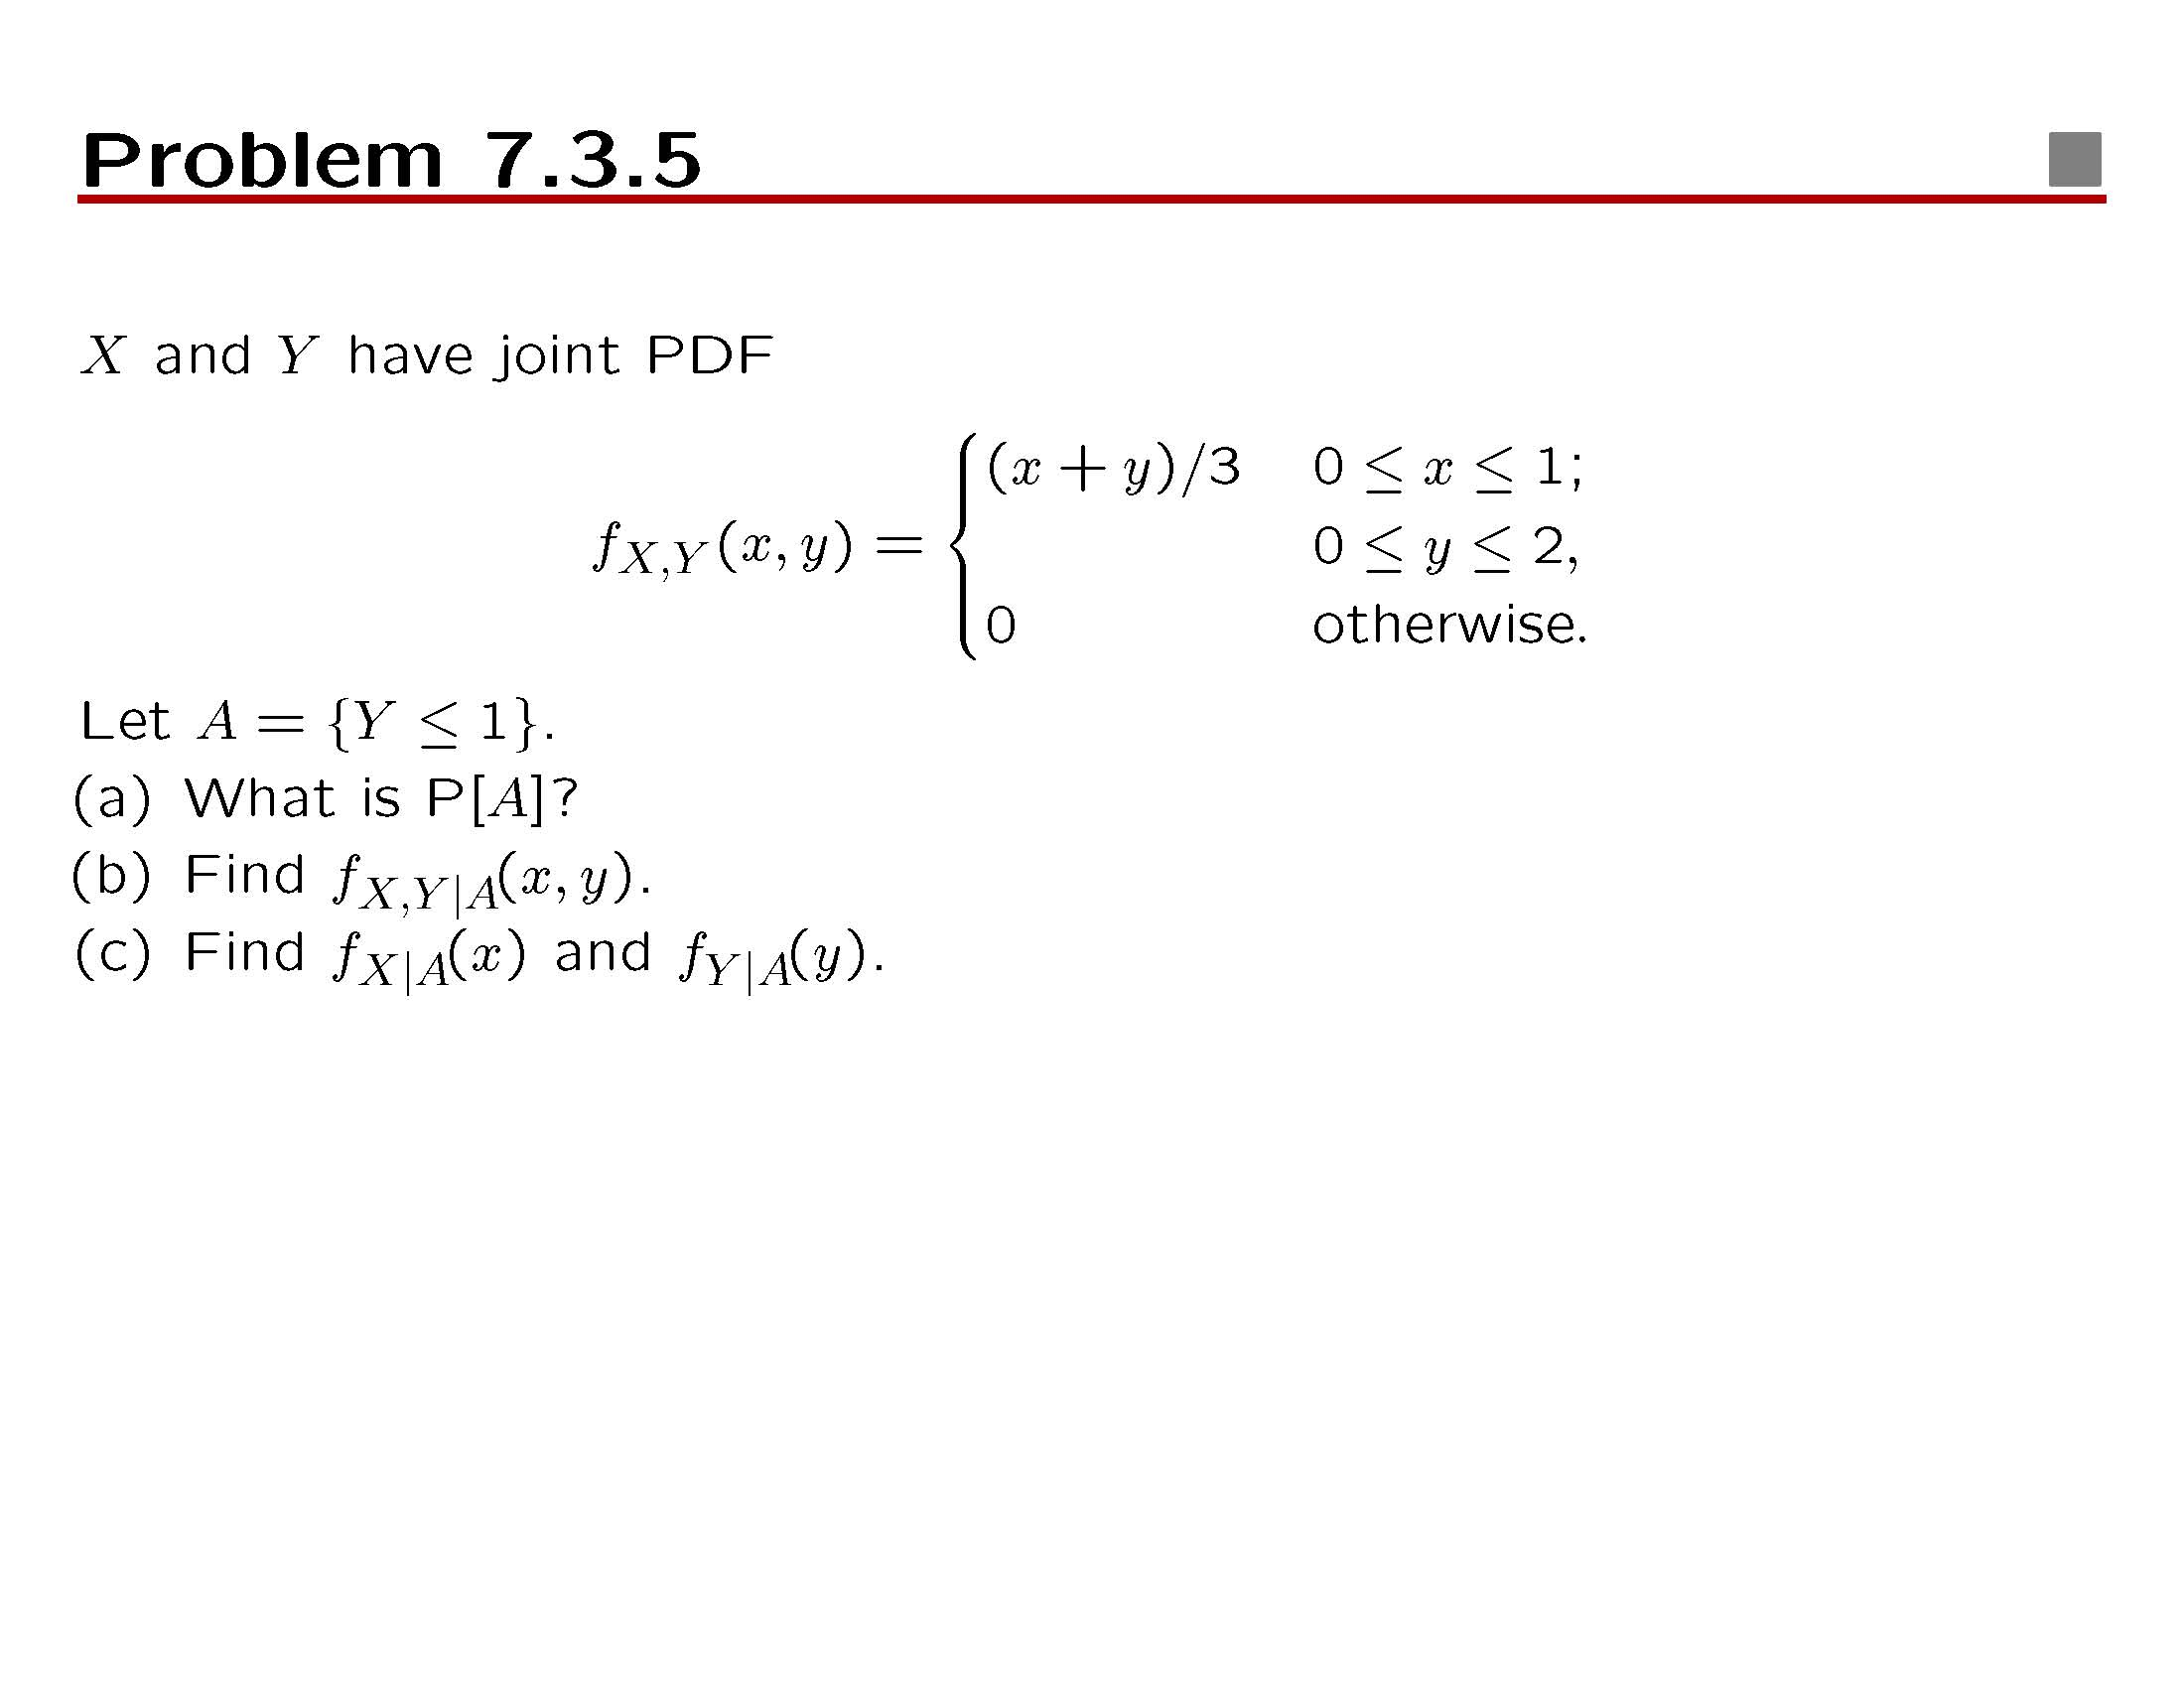 Problem 7.3.5
X and Y have joint PDF
f_{X,Y}(x, y) = { (x + y)/3 0 ≤ x ≤ 1;
0 ≤ y ≤ 2,
0 otherwise.
Let A = {Y ≤ 1}.
(a) What is P[A]?
(b) Find f_{X,Y|A}(x, y).
(c) Find f_{X|A}(x) and f_{Y|A}(y).